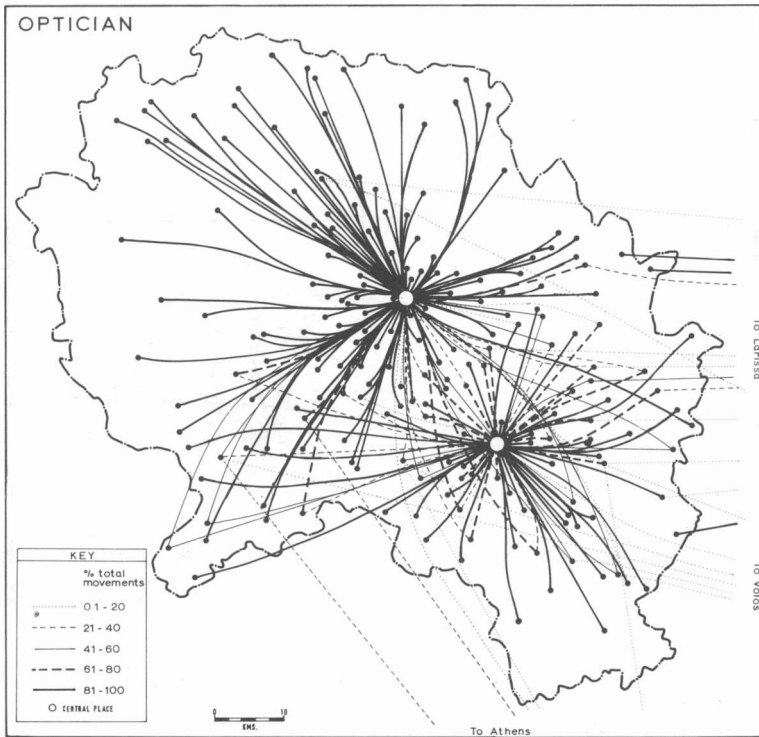 OPTICIAN
To Larissa
To Volos
KEY
% total
movements
0.1 - 20
21 - 40
41 - 60
61 - 80
81 - 100
CENTRAL PLACE
0 10
KMS.
To Athens